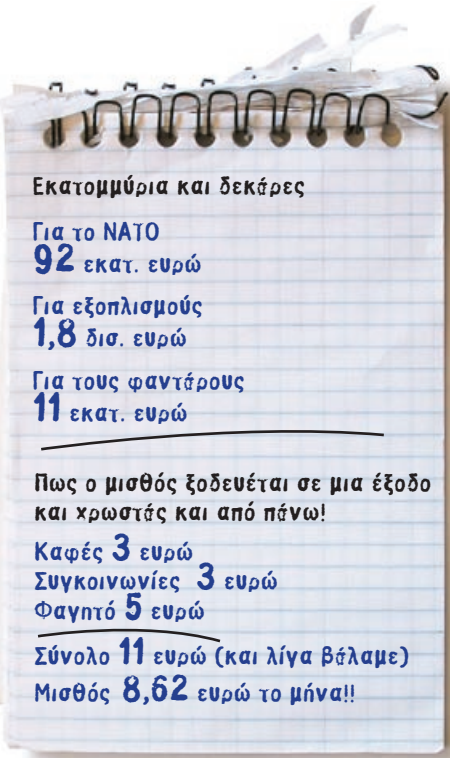 Εκατομμύρια και δεκάρες
Για το ΝΑΤΟ
92 εκατ. ευρώ
Για εξοπλισμούς
1,8 δισ. ευρώ
Για τους φαντάρους
11 εκατ. ευρώ
Πως ο μισθός ξοδευέται σε μια έξοδο
και χρωστάς και από πάνω!
Καφές 3 ευρώ
Συγκοινωνίες 3 ευρώ
Φαγητό 5 ευρώ
Σύνολο 11 ευρώ (και λίγα βάλαμε)
Μισθός 8,62 ευρώ το μήνα!!